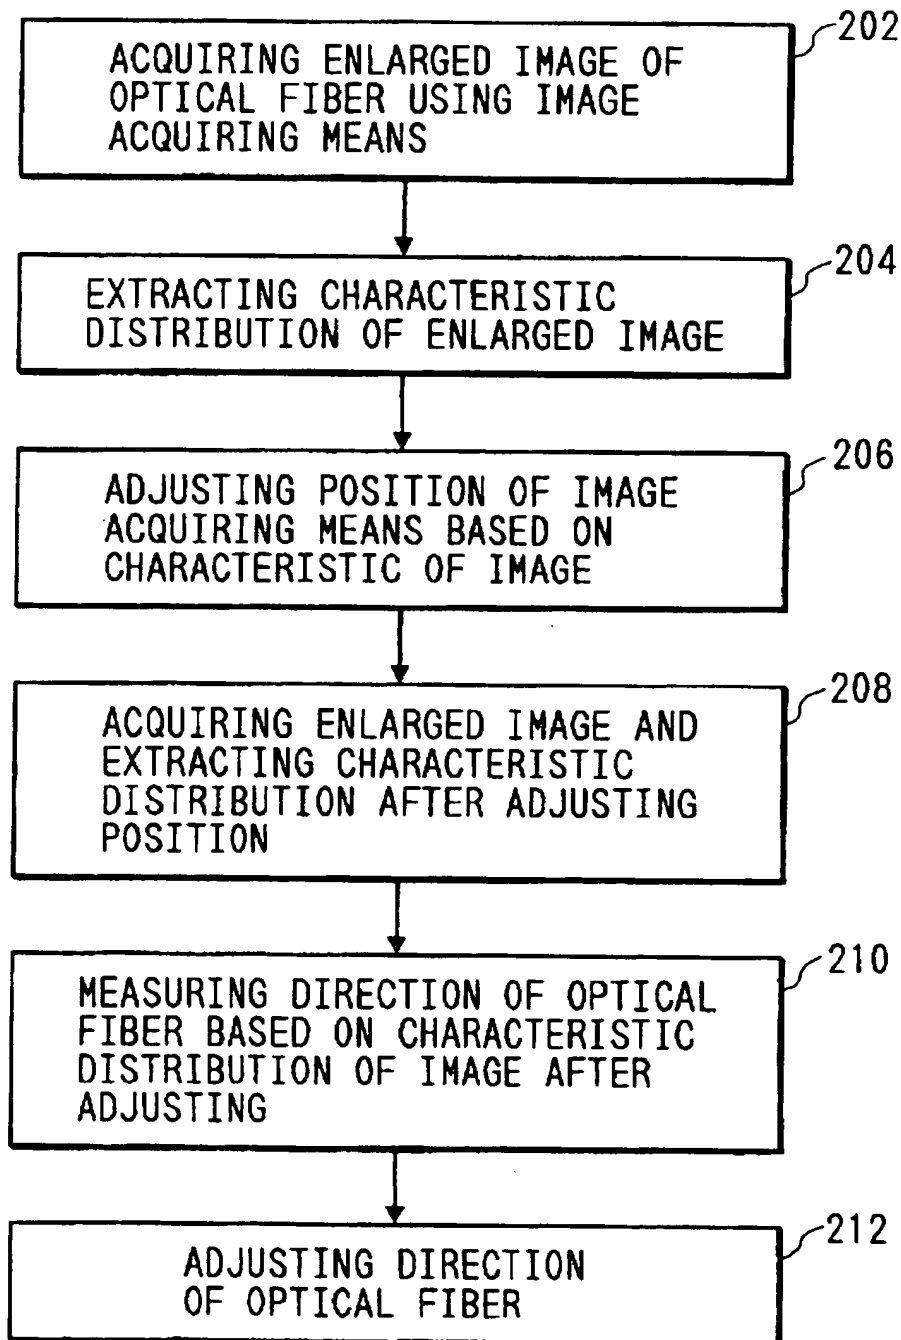 202
ACQUIRING ENLARGED IMAGE OF
OPTICAL FIBER USING IMAGE
ACQUIRING MEANS
204
EXTRACTING CHARACTERISTIC
DISTRIBUTION OF ENLARGED IMAGE
206
ADJUSTING POSITION OF IMAGE
ACQUIRING MEANS BASED ON
CHARACTERISTIC OF IMAGE
208
ACQUIRING ENLARGED IMAGE AND
EXTRACTING CHARACTERISTIC
DISTRIBUTION AFTER ADJUSTING
POSITION
210
MEASURING DIRECTION OF OPTICAL
FIBER BASED ON CHARACTERISTIC
DISTRIBUTION OF IMAGE AFTER
ADJUSTING
212
ADJUSTING DIRECTION
OF OPTICAL FIBER